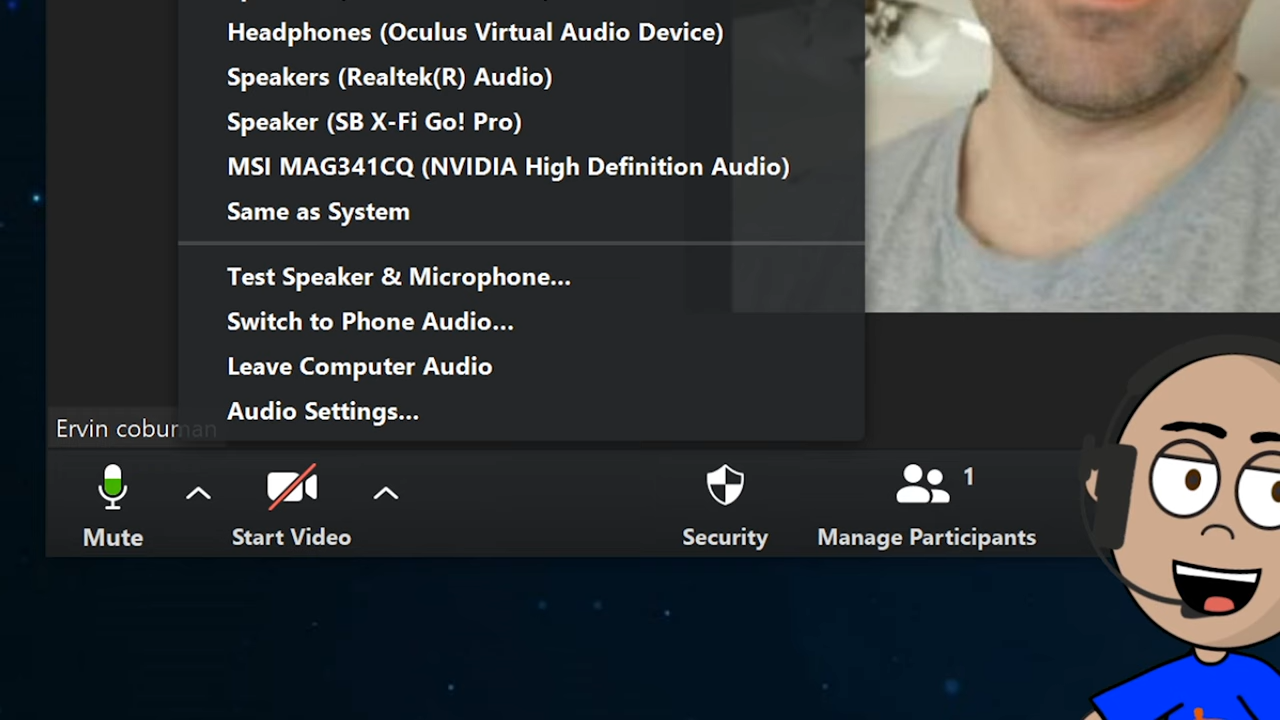 Headphones (Oculus Virtual Audio Device)
Speakers (Realtek(R) Audio)
Speaker (SB X-Fi Go! Pro)
MSI MAG341CQ (NVIDIA High Definition Audio)
Same as System
Test Speaker & Microphone...
Switch to Phone Audio...
Leave Computer Audio
Audio Settings...
Ervin coburnan
1
Mute
Start Video
Security
Manage Participants